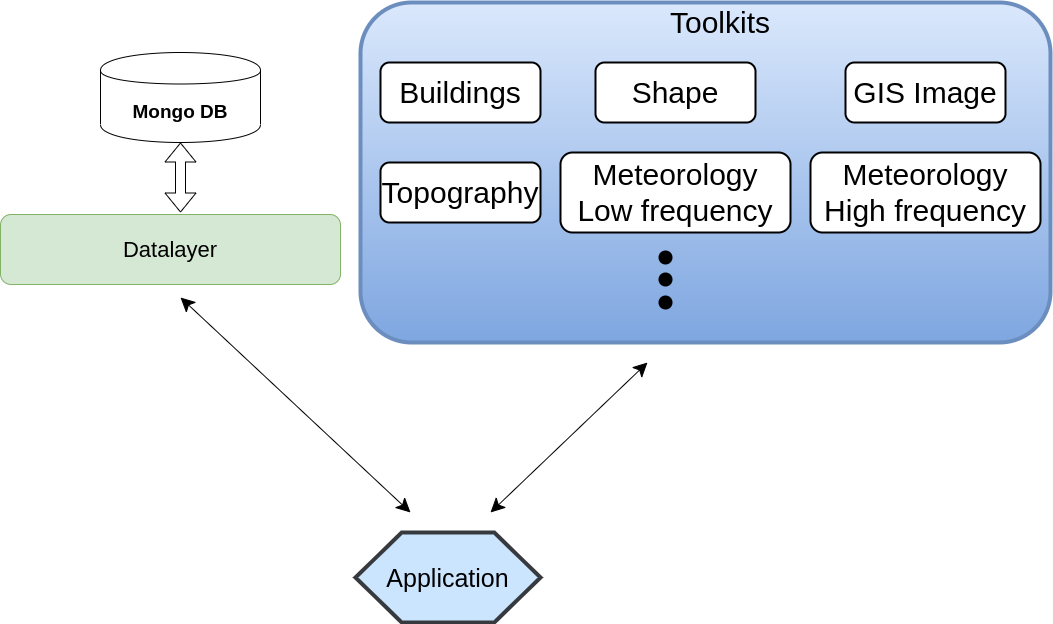 Toolkits
Mongo DB
Buildings
Shape
GIS Image
Topography
Meteorology
Low frequency
Meteorology
High frequency
Datalayer
Application